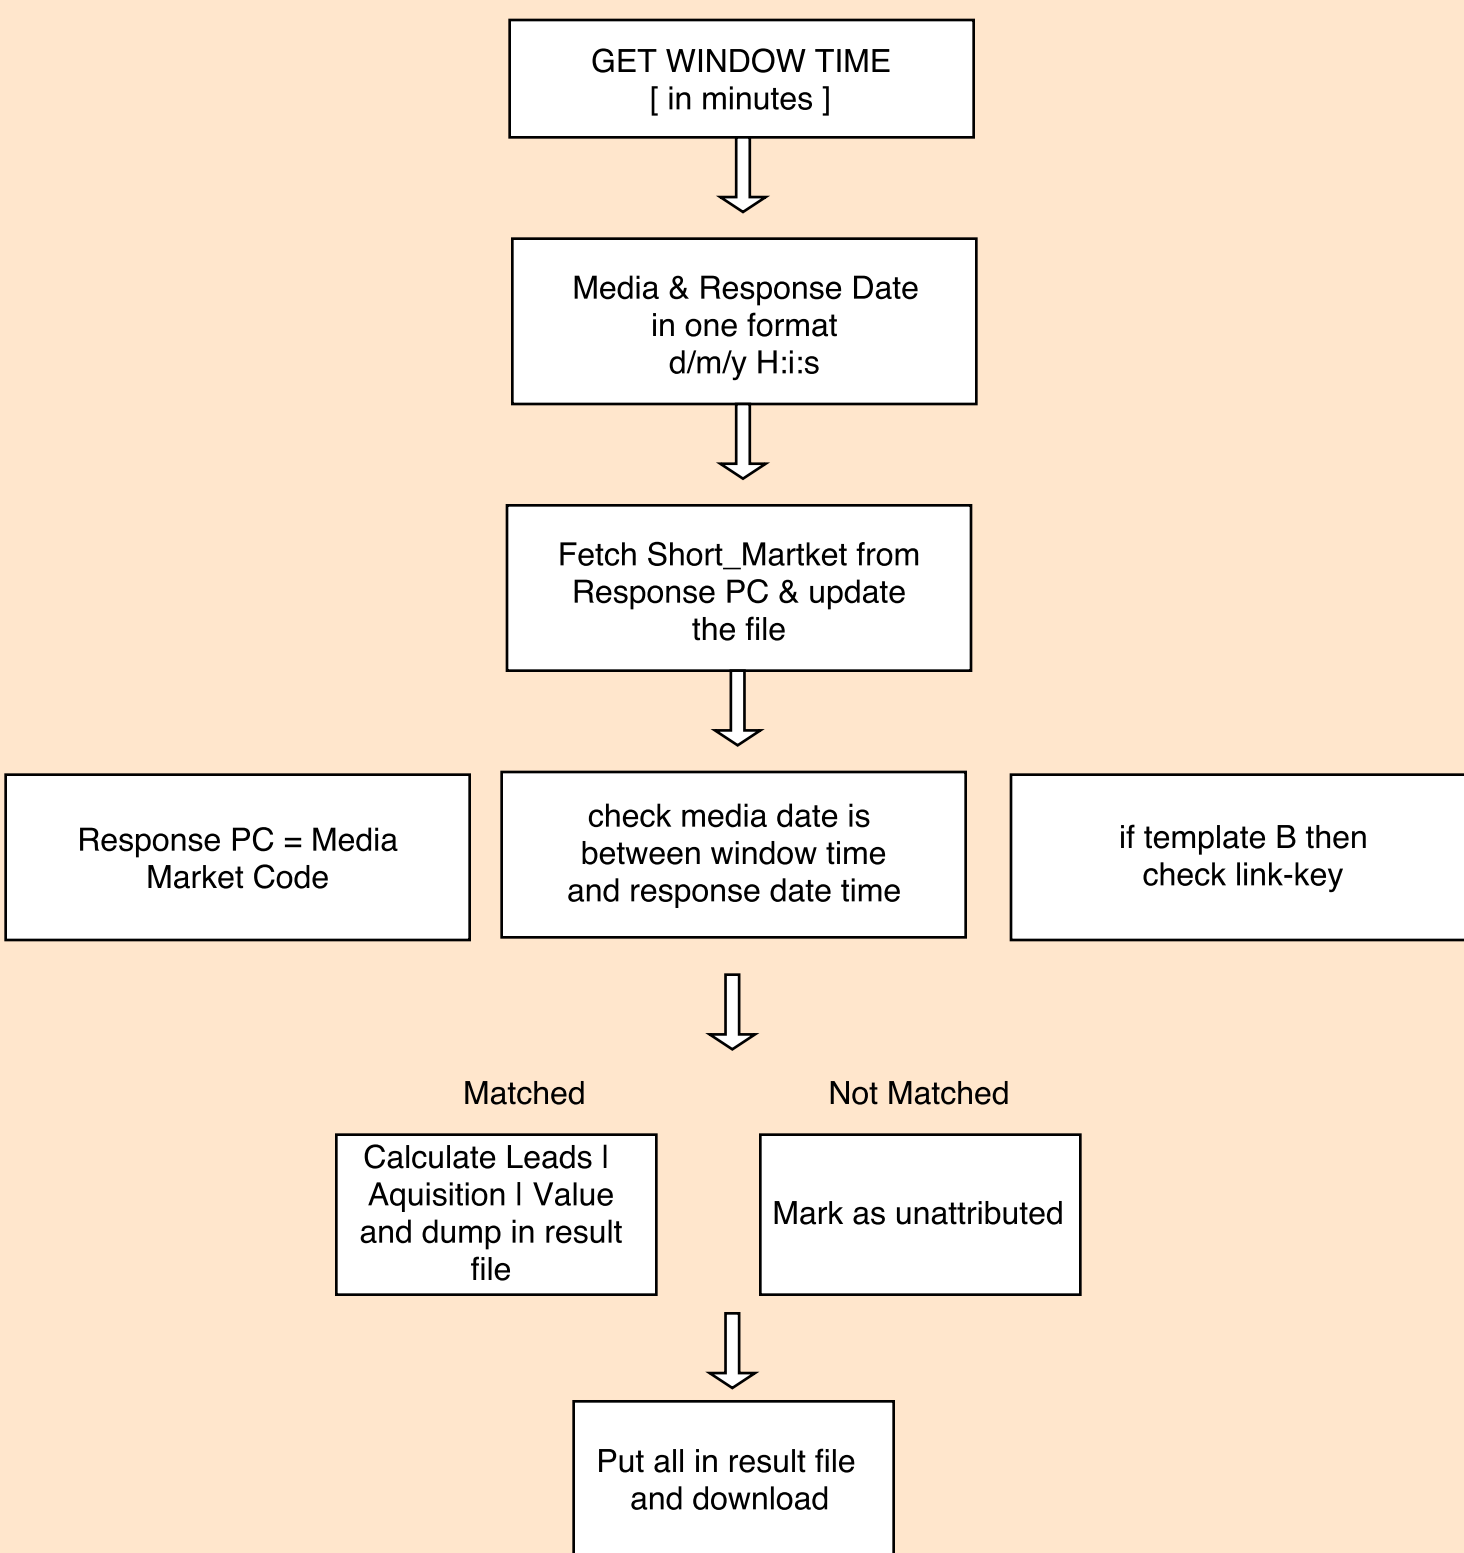 GET WINDOW TIME
[ in minutes ]
Media & Response Date
in one format
d/m/y H:i:s
Fetch Short_Martket from
Response PC & update
the file
Response PC = Media
Market Code
check media date is
between window time
and response date time
if template B then
check link-key
Matched
Not Matched
Calculate Leads |
Aquisition | Value
and dump in result
file
Mark as unattributed
Put all in result file
and download